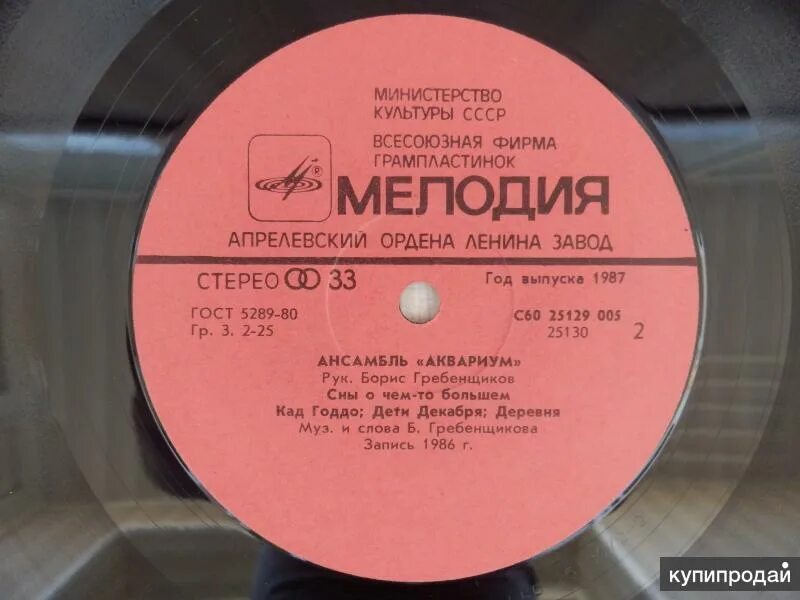 МИНИСТЕРСТВО
КУЛЬТУРЫ СССР
ВСЕСОЮЗНАЯ ФИРМА
ГРАМПЛАСТИНОК
®
МЕЛОДИЯ
АПРЕЛЕВСКИЙ ОРДЕНА ЛЕНИНА ЗАВОД
СТЕРЕО 33
Год выпуска 1987
ГОСТ 5289-80
Гр. 3. 2-25
С60 25129 005
25130 2
АНСАМБЛЬ «АКВАРИУМ»
Рук. Борис Гребенщиков
Сны о чем-то большем
Кад Годдо; Дети Декабря; Деревня
Муз. и слова Б. Гребенщикова
Запись 1986 г.
купипродай